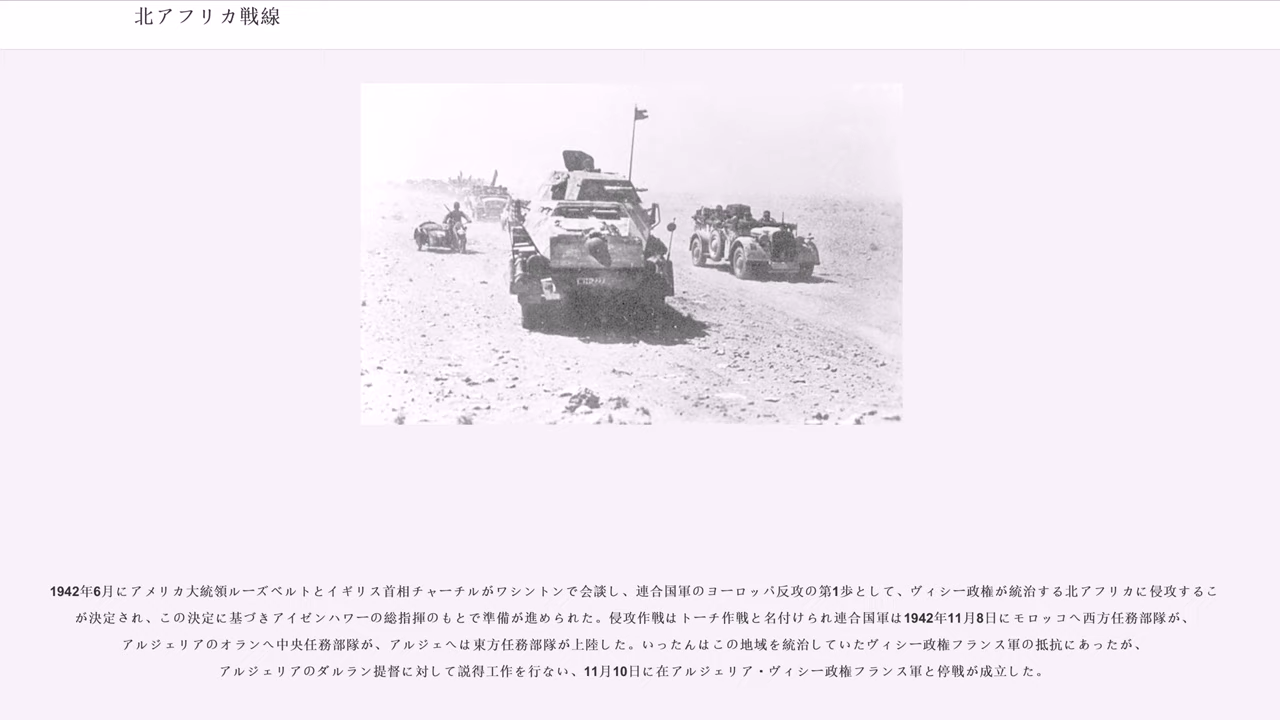 北アフリカ戦線
1942年6月にアメリカ大統領ルーズベルトとイギリス首相チャーチルがワシントンで会談し、連合国軍のヨーロッパ反攻の第1歩として、ヴィシー政権が統治する北アフリカに侵攻するこ
が決定され、この決定に基づきアイゼンハワーの総指揮のもとで準備が進められた。侵攻作戦はトーチ作戦と名付けられ連合国軍は1942年11月8日にモロッコへ西方任務部隊が、
アルジェリアのオランへ中央任務部隊が、アルジェへは東方任務部隊が上陸した。いったんはこの地域を統治していたヴィシー政権フランス軍の抵抗にあったが、
アルジェリアのダルラン提督に対して説得工作を行ない、11月10日に在アルジェリア・ヴィシー政権フランス軍と停戦が成立した。